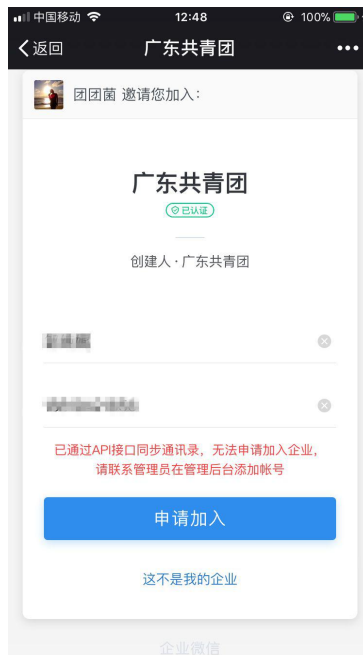 中国移动 12:48 100%
返回 广东共青团
团团菌 邀请您加入：
广东共青团
已认证
创建人·广东共青团
已通过API接口同步通讯录，无法申请加入企业，
请联系管理员在管理后台添加帐号
申请加入
这不是我的企业
企业微信